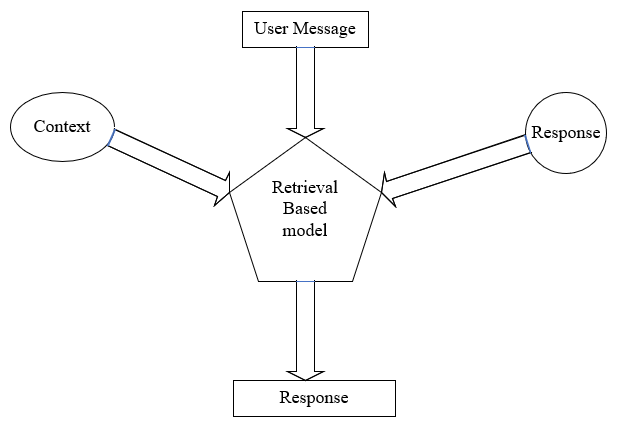 User Message
Context
Response
Retrieval
Based
model
Response